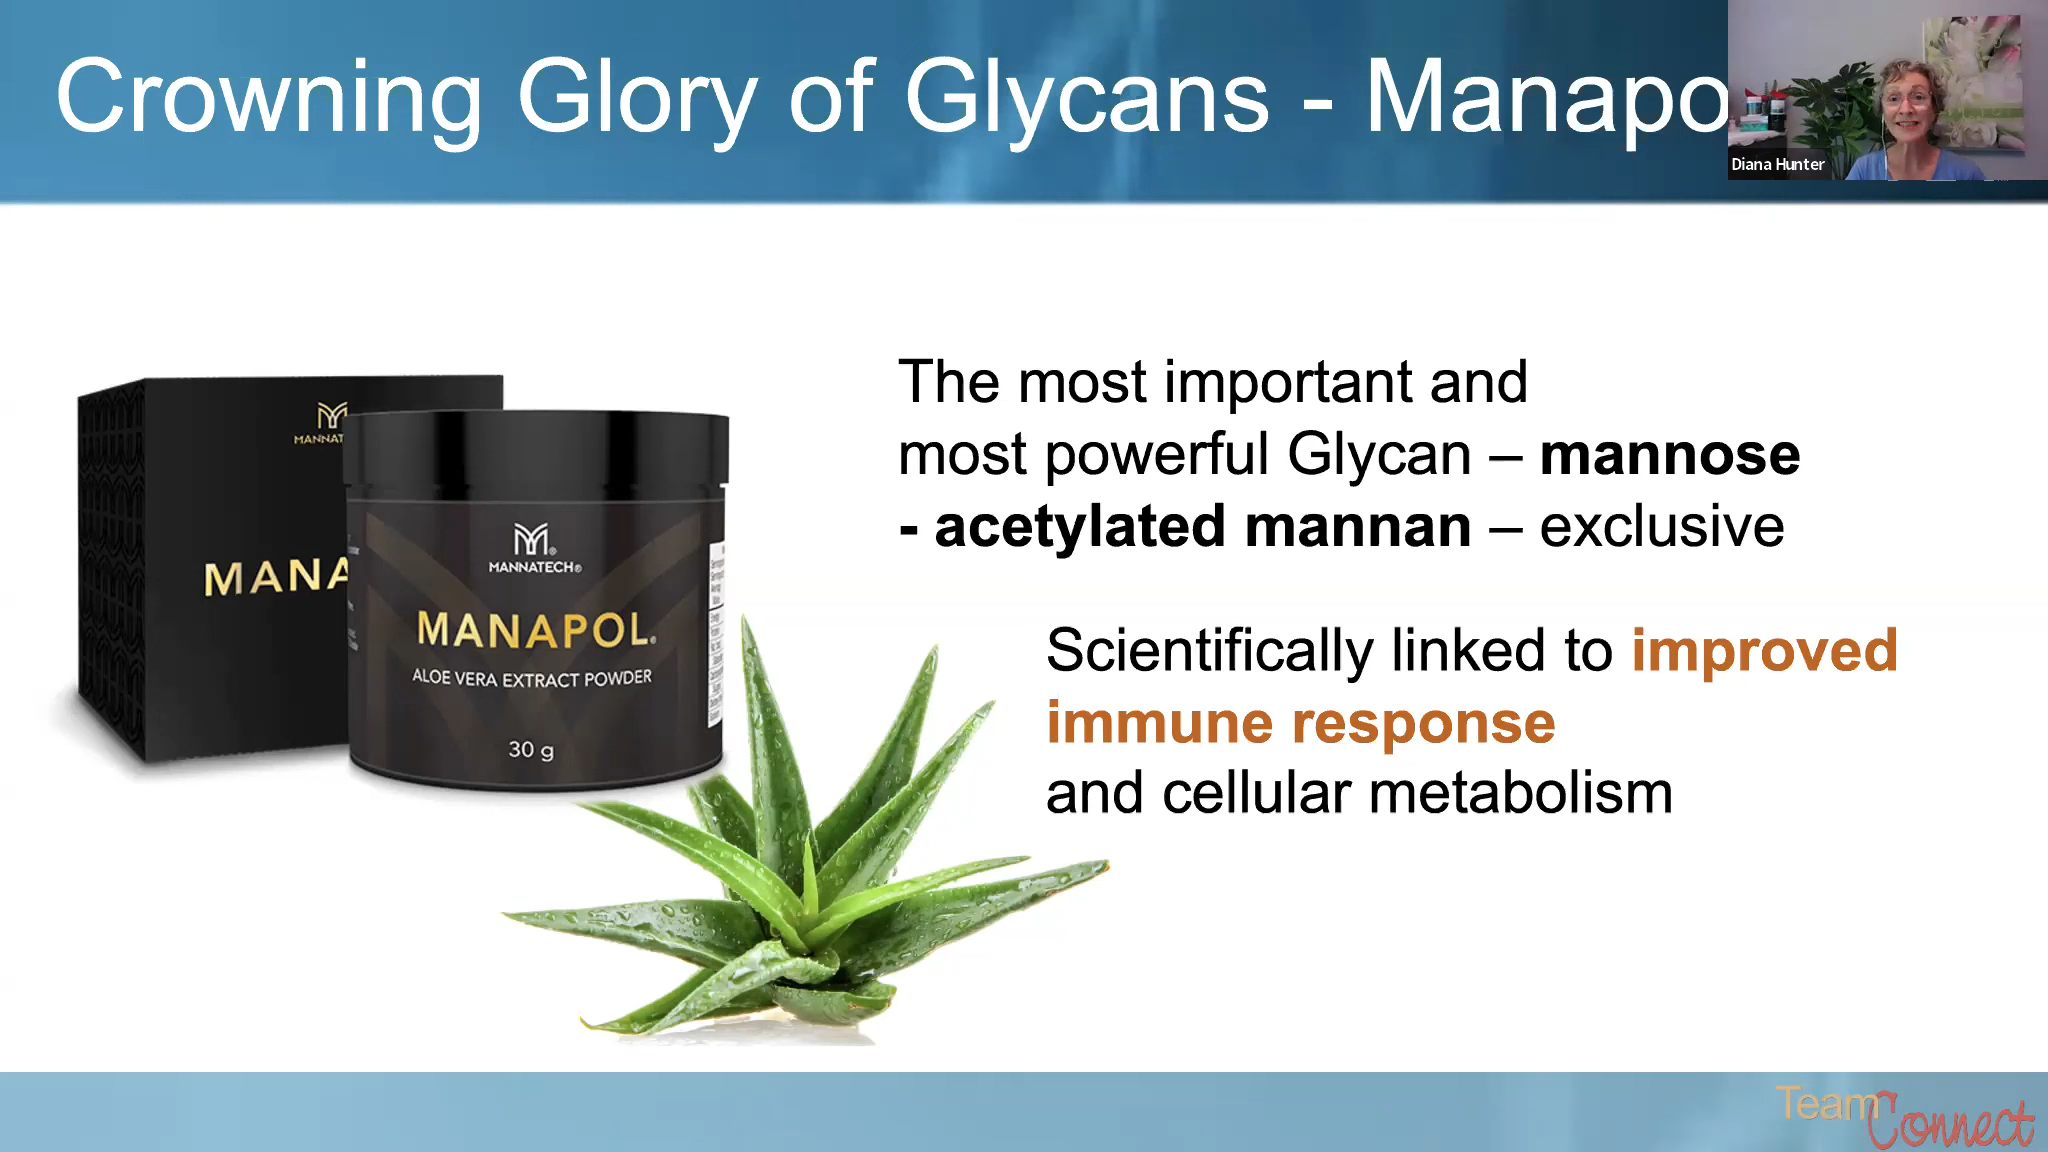 Crowning Glory of Glycans - Manapo
Diana Hunter
The most important and
most powerful Glycan – mannose
- acetylated mannan – exclusive
Scientifically linked to improved
immune response
and cellular metabolism
MANNAT
MANA
MANNATECH®
MANAPOL®
ALOE VERA EXTRACT POWDER
30 g
Team
Connect